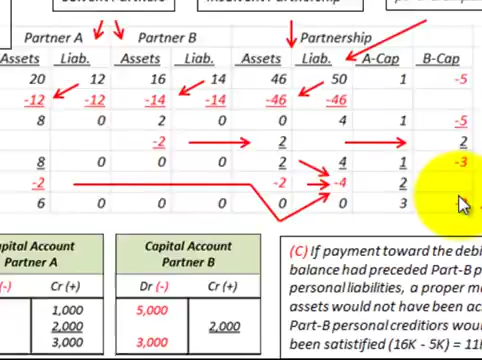 Partner A Partner B Partnership
Assets Liab. Assets Liab. Assets Liab. A-Cap B-Cap
20 12 16 14 46 50 1 -5
-12 -12 -14 -14 -46 -46
8 0 2 0 0 4 1 -5
-2 2 2
8 0 0 0 2 4 1 -3
-2 -2 -4 2
6 0 0 0 0 0 3
Capital Account
Partner A
(-) Cr (+)
1,000
2,000
3,000
Capital Account
Partner B
Dr (-) Cr (+)
5,000
2,000
3,000
(C) If payment toward the debi
balance had preceded Part-B p
personal liabilities, a proper m
assets would not have been ac
Part-B personal creditiors wou
been satistified (16K - 5K) = 11